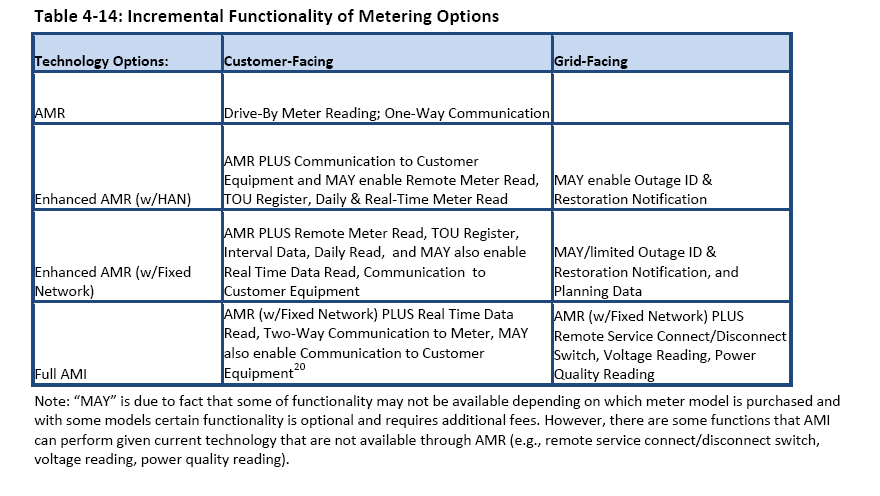 Table 4-14: Incremental Functionality of Metering Options
Technology Options:
Customer-Facing
Grid-Facing
AMR
Drive-By Meter Reading; One-Way Communication
Enhanced AMR (w/HAN)
AMR PLUS Communication to Customer
Equipment and MAY enable Remote Meter Read,
TOU Register, Daily & Real-Time Meter Read
MAY enable Outage ID &
Restoration Notification
Enhanced AMR (w/Fixed
Network)
AMR PLUS Remote Meter Read, TOU Register,
Interval Data, Daily Read,  and MAY also enable
Real Time Data Read, Communication  to
Customer Equipment
MAY/limited Outage ID &
Restoration Notification, and
Planning Data
Full AMI
AMR (w/Fixed Network) PLUS Real Time Data
Read, Two-Way Communication to Meter, MAY
also enable Communication to Customer
Equipment20
AMR (w/Fixed Network) PLUS
Remote Service Connect/Disconnect
Switch, Voltage Reading, Power
Quality Reading
Note: “MAY” is due to fact that some of functionality may not be available depending on which meter model is purchased and
with some models certain functionality is optional and requires additional fees. However, there are some functions that AMI
can perform given current technology that are not available through AMR (e.g., remote service connect/disconnect switch,
voltage reading, power quality reading).